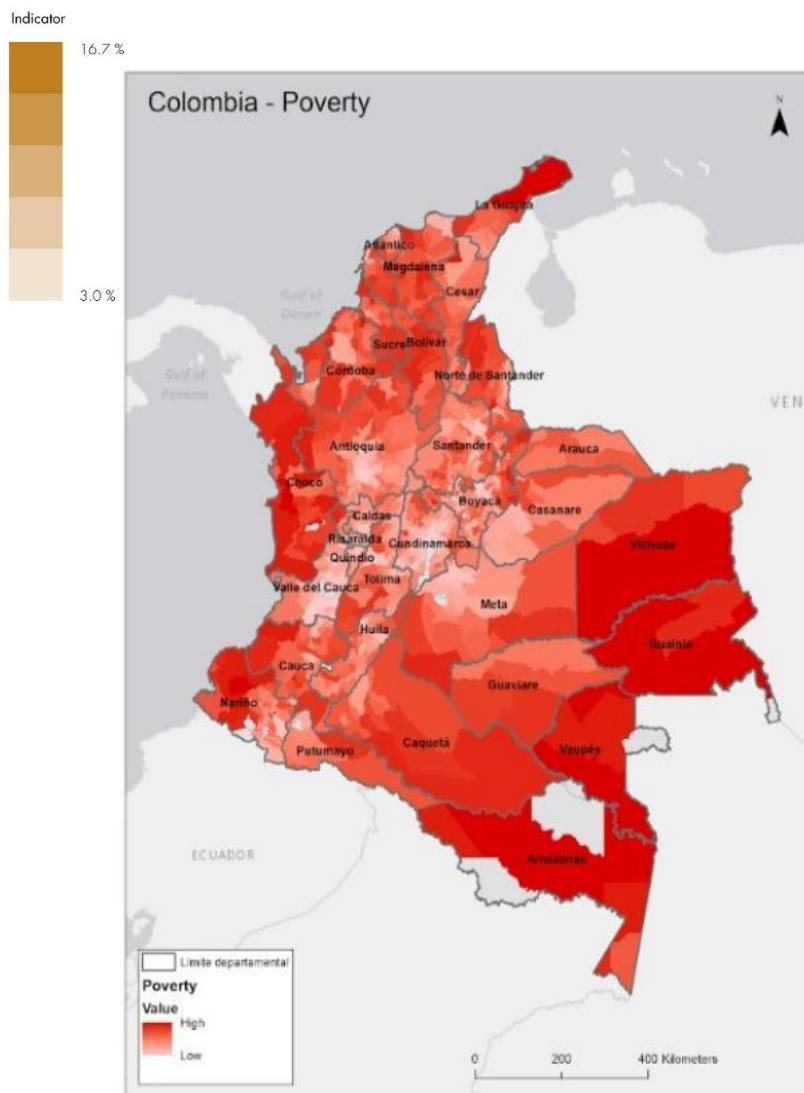 Indicator
16.7 %
3.0 %
Colombia - Poverty
N
La Guajira
Atlántico
Magdalena
Cesar
Gulf of
Darien
Sucre
Bolívar
Córdoba
Norte de Santander
Gulf of
Panama
VEN
Antioquia
Santander
Arauca
Choco
Boyacá
Casanare
Caldas
Risaralda
Cundinamarca
Vichada
Quindío
Tolima
Valle del Cauca
Meta
Huila
Guainía
Cauca
Guaviare
Nariño
Caquetá
Vaupés
Putumayo
ECUADOR
Amazonas
Límite departamental
Poverty
Value
High
Low
0 200 400 Kilometers